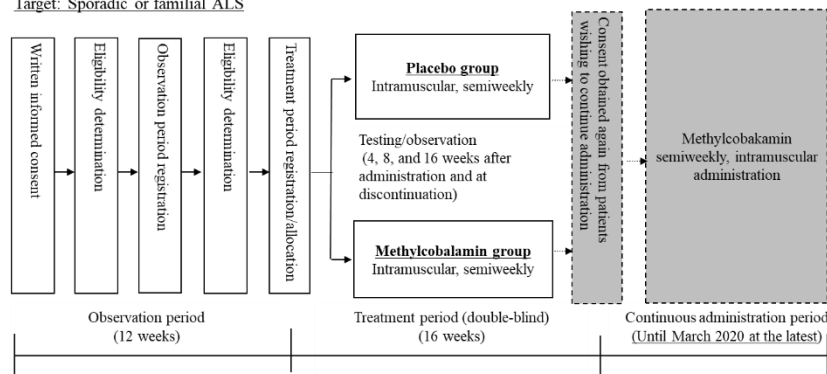 Target: Sporadic or familial ALS
Written informed consent
Eligibility determination
Observation period registration
Eligibility determination
Treatment period registration/allocation
Placebo group
Intramuscular, semiweekly
Testing/observation
(4, 8, and 16 weeks after
administration and at
discontinuation)
Methylcobalamin group
Intramuscular, semiweekly
Consent obtained again from patients
wishing to continue administration
Methylcobakamin
semiweekly, intramuscular
administration
Observation period
(12 weeks)
Treatment period (double-blind)
(16 weeks)
Continuous administration period
(Until March 2020 at the latest)